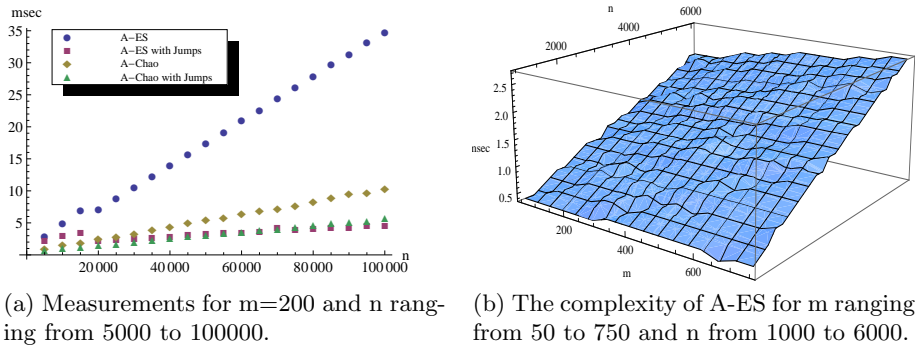 msec
35
30
25
20
15
10
5
A-ES
A-ES with Jumps
A-Chao
A-Chao with Jumps
20 000 40 000 60 000 80 000 100 000
n
n
2000
4000
6000
2.5
2.0
1.5
1.0
0.5
nsec
200
400
600
m
(a) Measurements for m=200 and n rang-
ing from 5000 to 100000.
(b) The complexity of A-ES for m ranging
from 50 to 750 and n from 1000 to 6000.